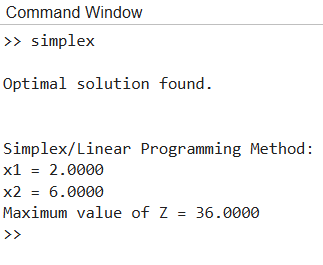 Command Window
>> simplex
Optimal solution found.
Simplex/Linear Programming Method:
x1 = 2.0000
x2 = 6.0000
Maximum value of Z = 36.0000
>>